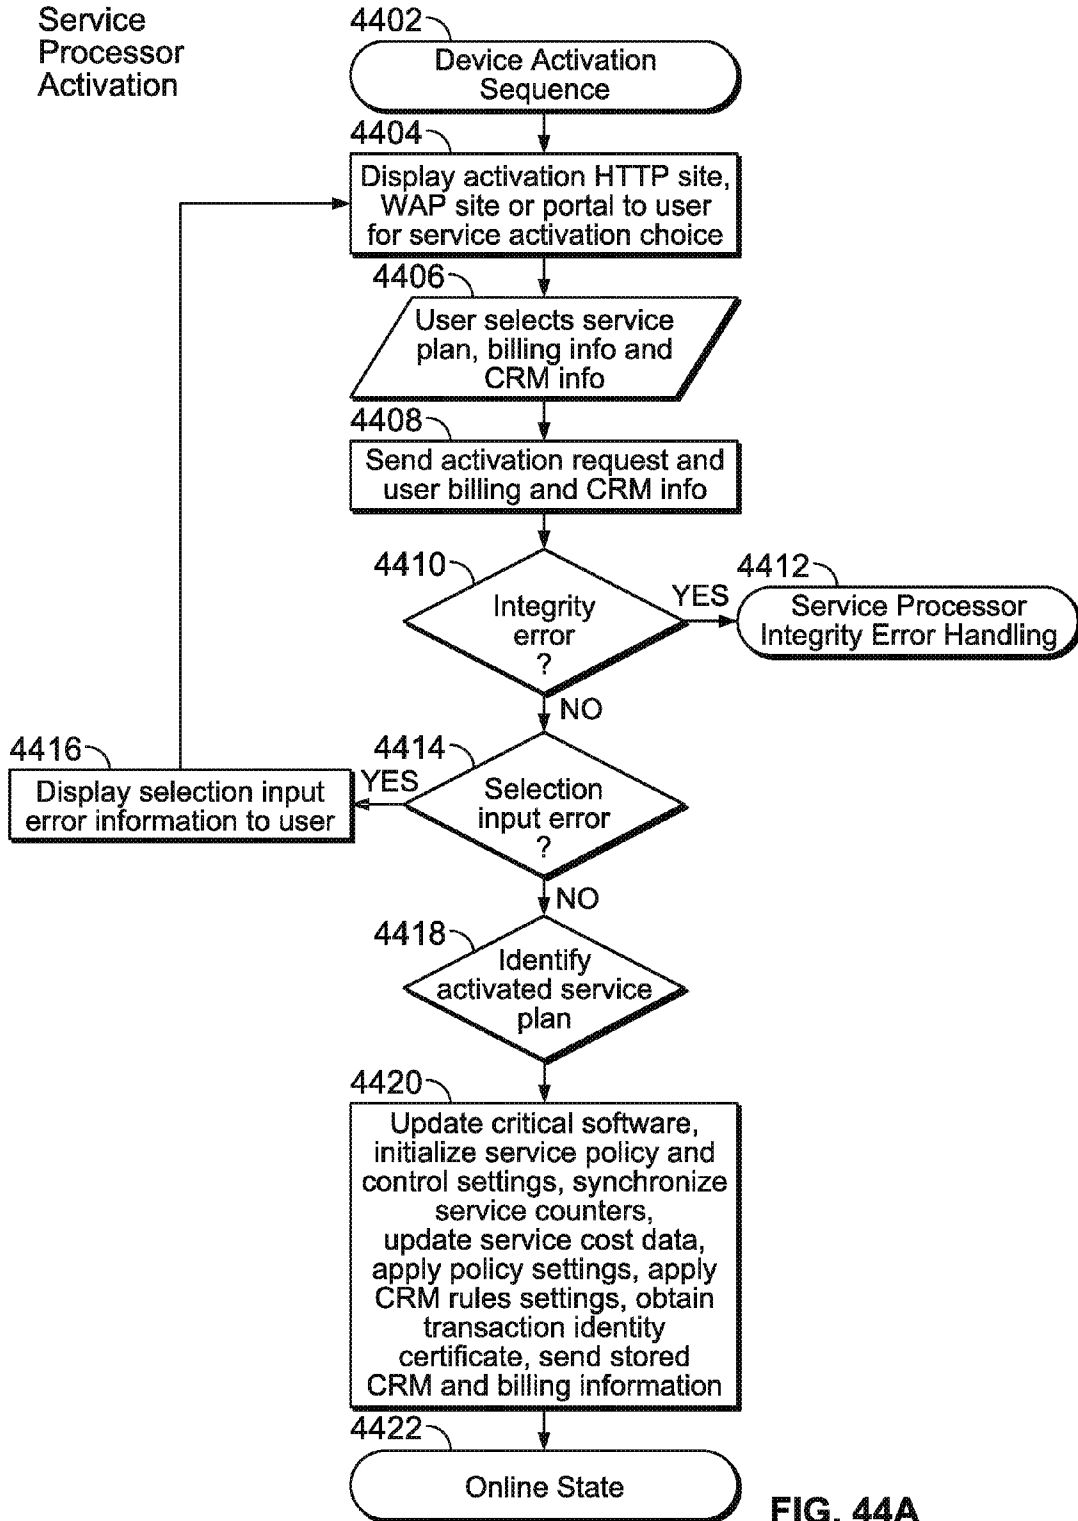 Service
Processor
Activation
4402
Device Activation
Sequence
4404
Display activation HTTP site,
WAP site or portal to user
for service activation choice
4406
User selects service
plan, billing info and
CRM info
4408
Send activation request and
user billing and CRM info
4410
Integrity
error
?
YES
4412
Service Processor
Integrity Error Handling
NO
4414
Selection
input error
?
YES
4416
Display selection input
error information to user
NO
4418
Identify
activated service
plan
4420
Update critical software,
initialize service policy and
control settings, synchronize
service counters,
update service cost data,
apply policy settings, apply
CRM rules settings, obtain
transaction identity
certificate, send stored
CRM and billing information
4422
Online State
FIG. 44A